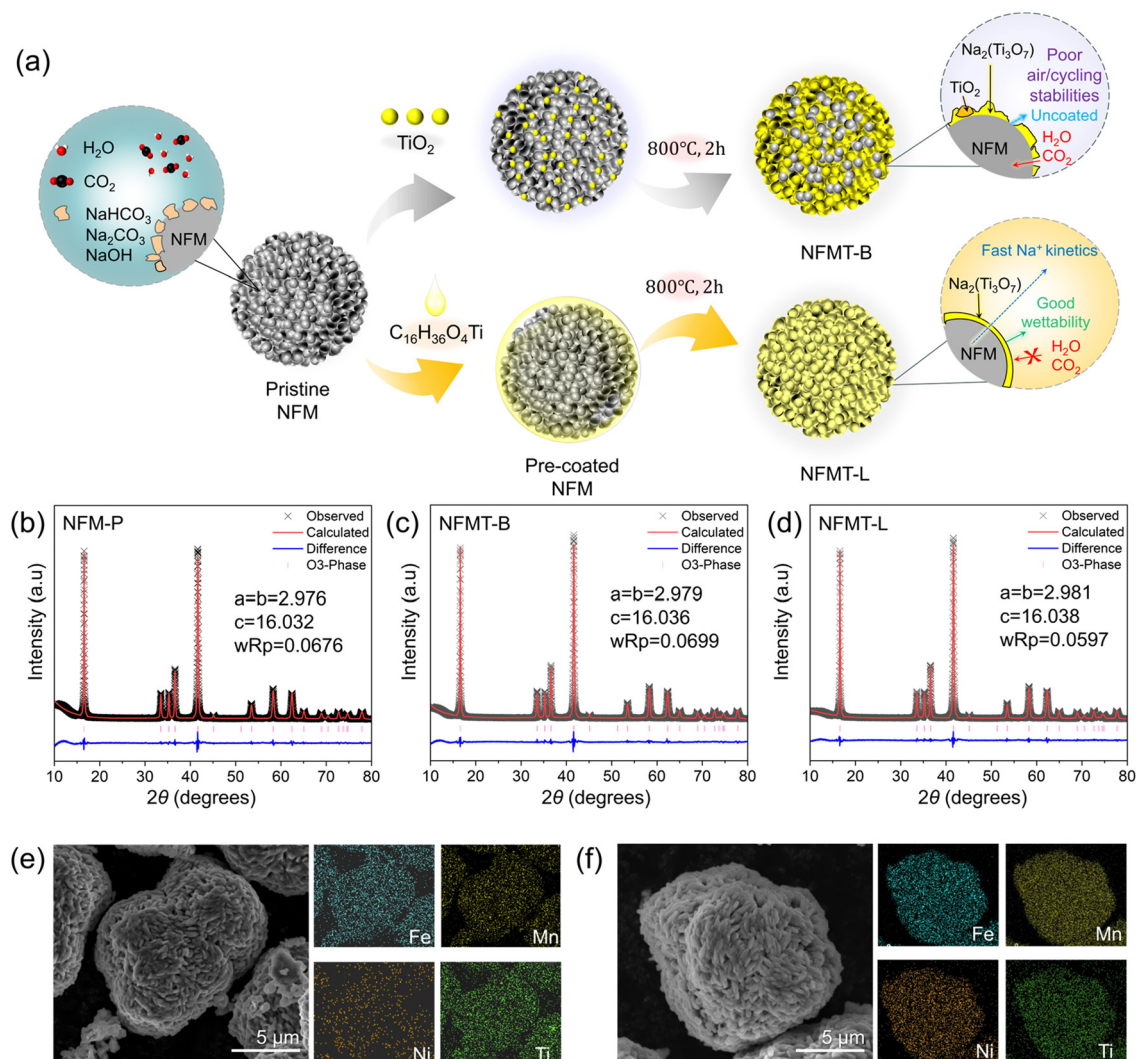 (a)
H₂O
CO₂
NaHCO₃
Na₂CO₃
NaOH
NFM
Pristine
NFM
TiO₂
C₁₆H₃₆O₄Ti
Pre-coated
NFM
800℃, 2h
800℃, 2h
NFMT-B
NFMT-L
Na₂(Ti₃O₇)
TiO₂
Poor
air/cycling
stabilities
Uncoated
H₂O
CO₂
NFM
Fast Na⁺ kinetics
Na₂(Ti₃O₇)
Good
wettability
H₂O
CO₂
NFM
(b)
NFM-P
Observed
Calculated
Difference
O3-Phase
a=b=2.976
c=16.032
wRp=0.0676
Intensity (a.u)
10 20 30 40 50 60 70 80
2θ (degrees)
(c)
NFMT-B
Observed
Calculated
Difference
O3-Phase
a=b=2.979
c=16.036
wRp=0.0699
Intensity (a.u)
10 20 30 40 50 60 70 80
2θ (degrees)
(d)
NFMT-L
Observed
Calculated
Difference
O3-Phase
a=b=2.981
c=16.038
wRp=0.0597
Intensity (a.u)
10 20 30 40 50 60 70 80
2θ (degrees)
(e)
5 μm
Fe
Mn
Ni
Ti
(f)
5 μm
Fe
Mn
Ni
Ti